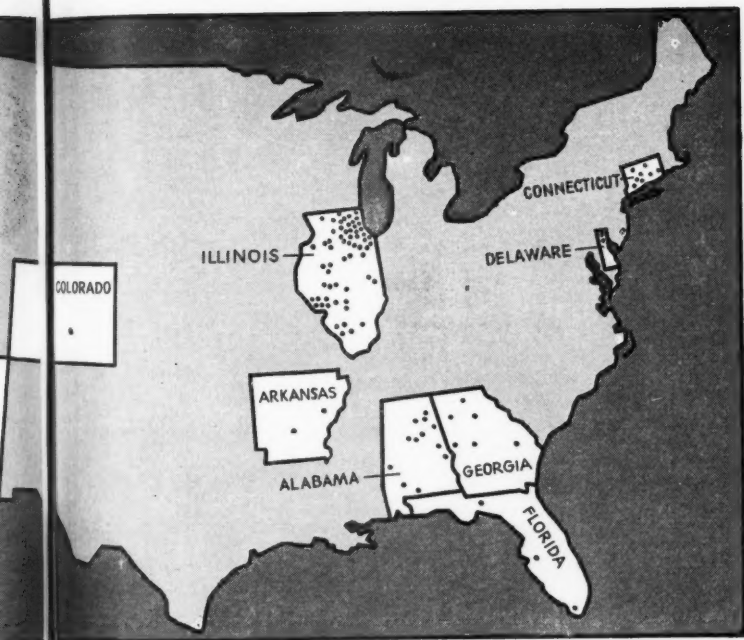 CONNECTICUT
DELAWARE
ILLINOIS
COLORADO
ARKANSAS
ALABAMA
GEORGIA
FLORIDA